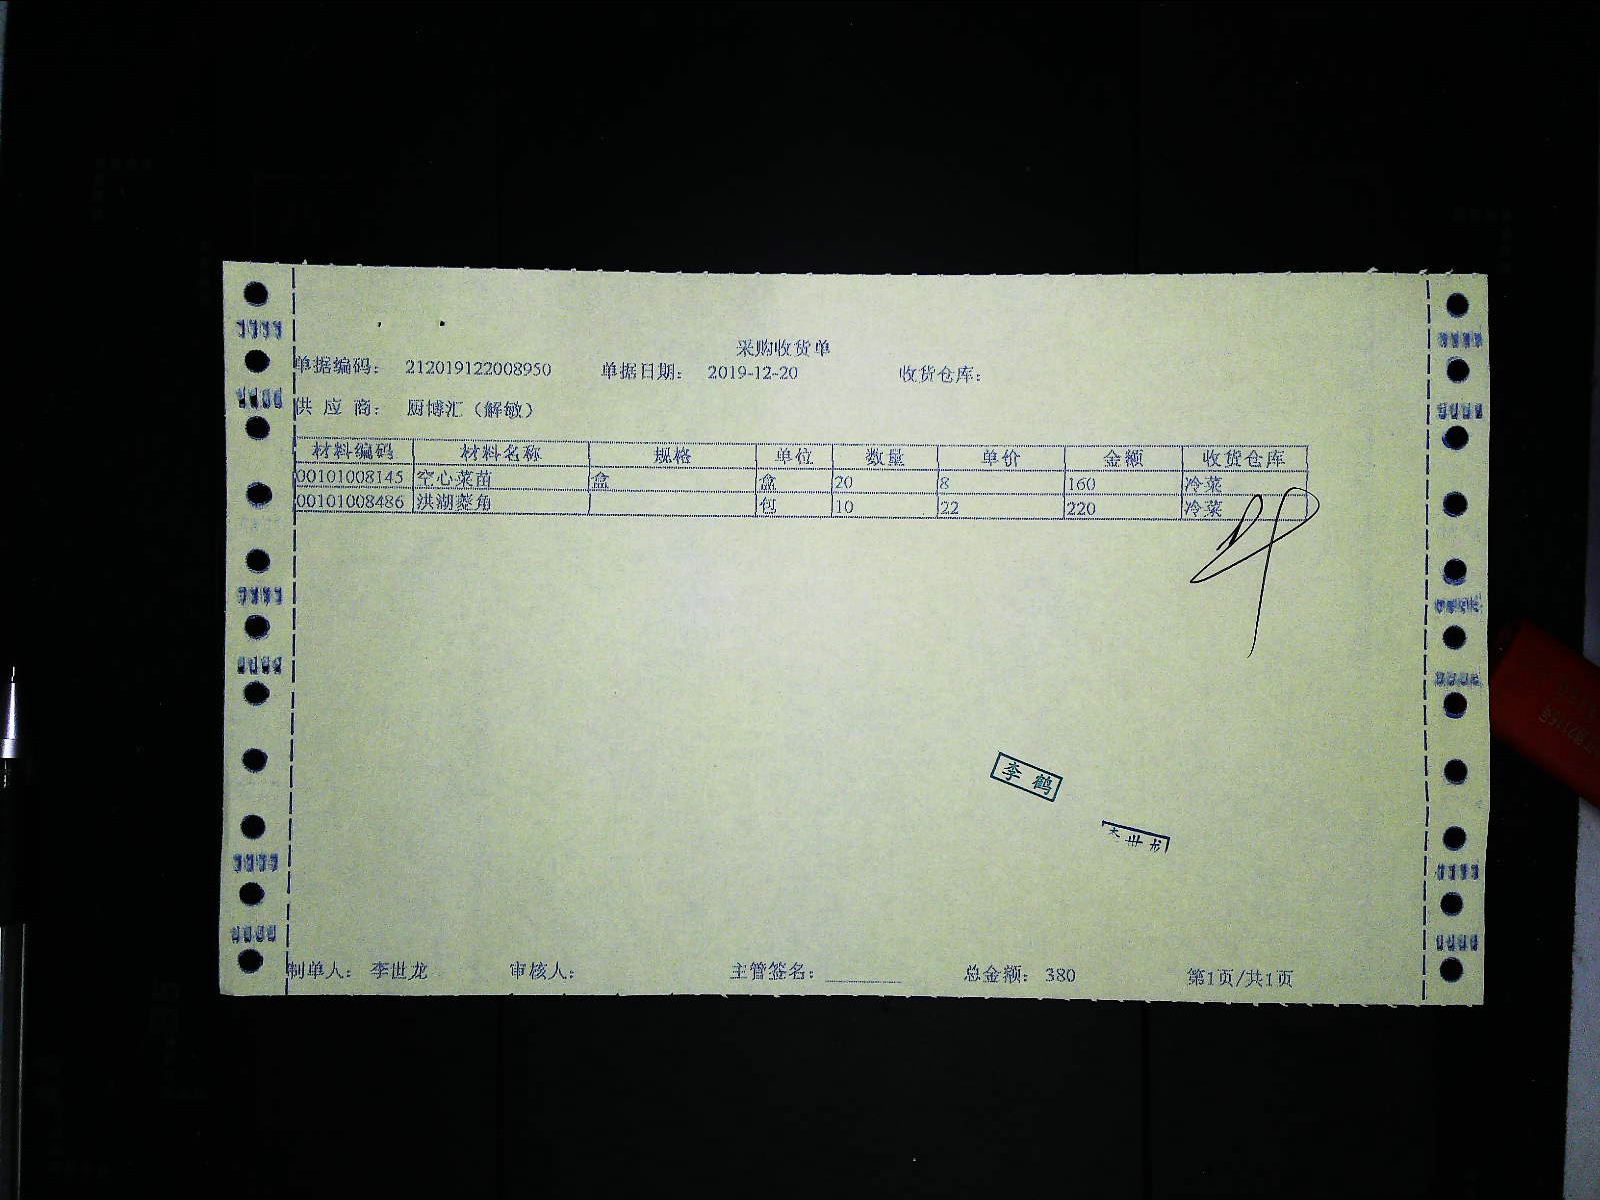 采购收货单
单据编码: 212019122008950 单据日期: 2019-12-20 收货仓库:
供 应 商: 厨博汇（解敏）
材料编码 材料名称 规格 单位 数量 单价 金额 收货仓库
00101008145 空心菜苗 盒 盒 20 8 160 冷菜
00101008486 洪湖菱角 包 10 22 220 冷菜
李鹤
世龙
制单人: 李世龙 审核人: 主管签名: 总金额: 380 第1页/共1页